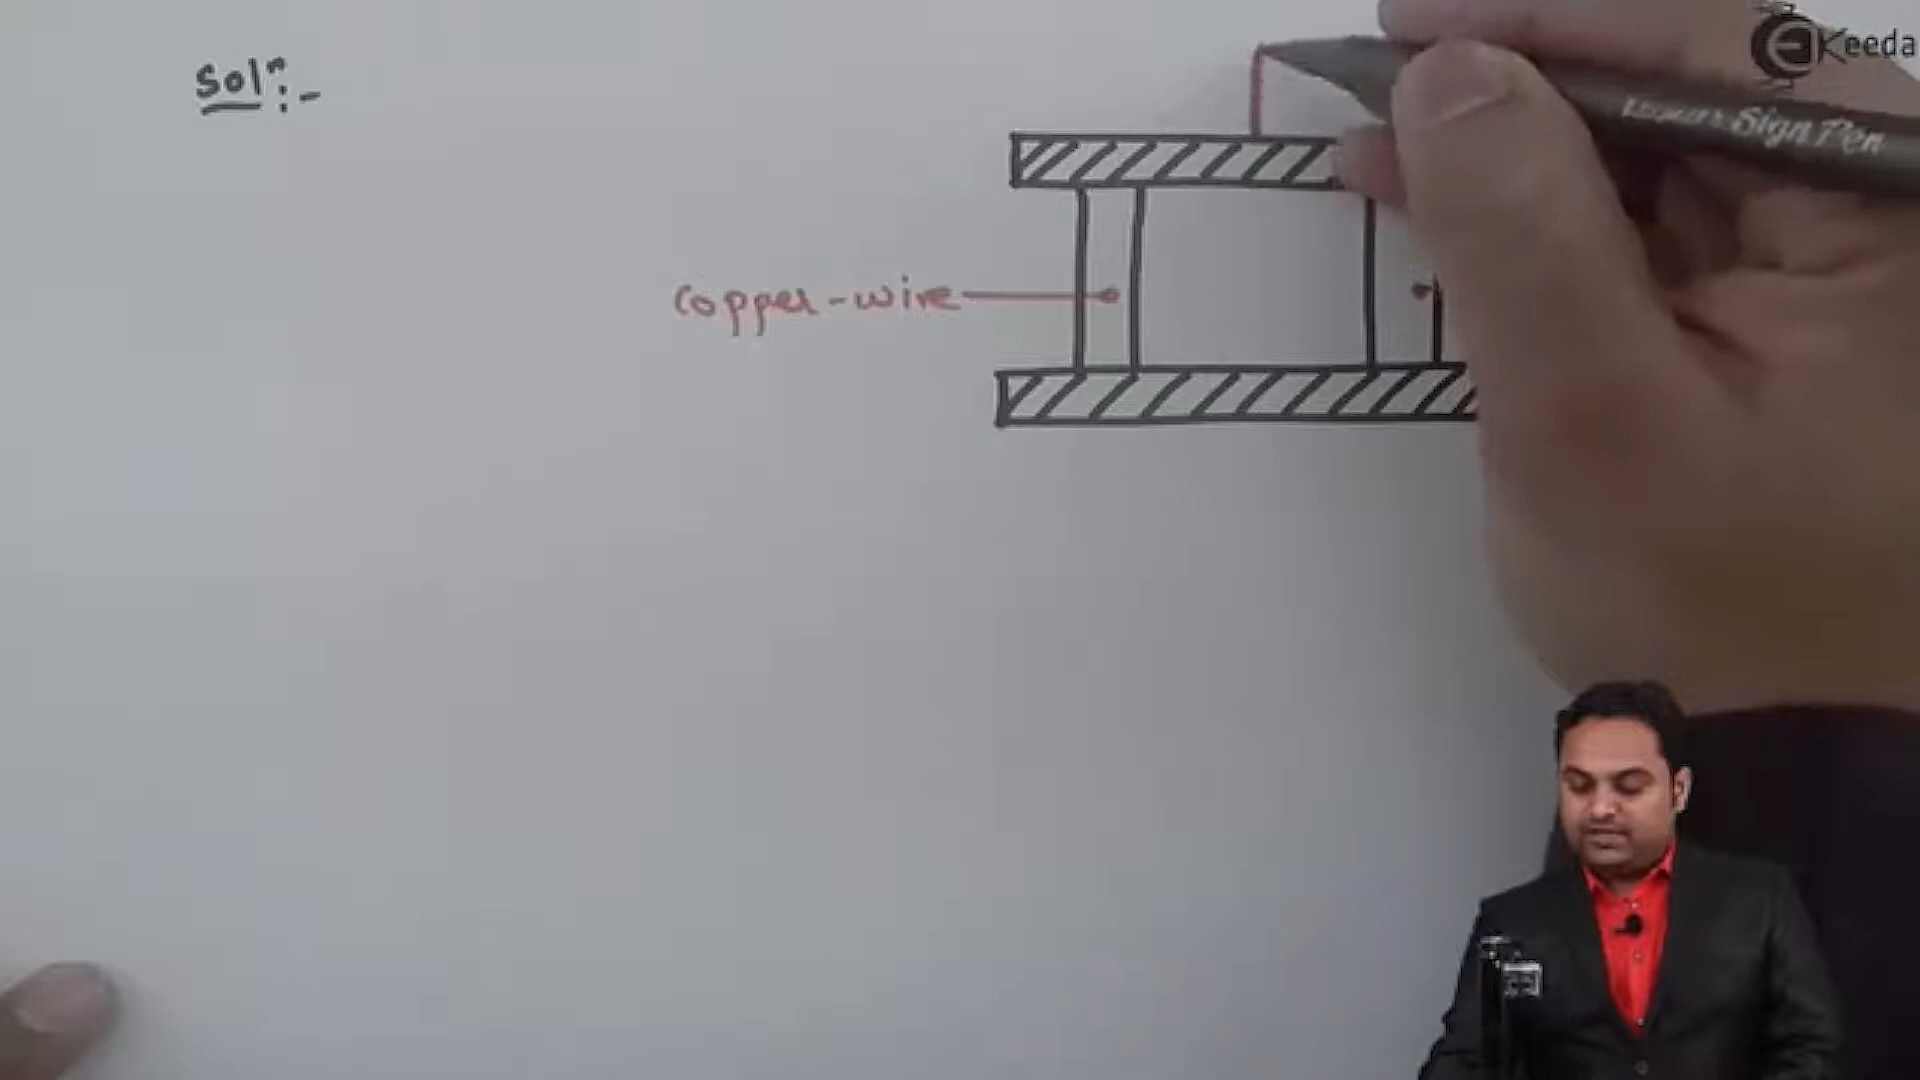 Solⁿ:-
Keeda
Sign Pen
copper-wire